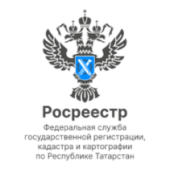 Росреестр
Федеральная служба
государственной регистрации,
кадастра и картографии
по Республике Татарстан